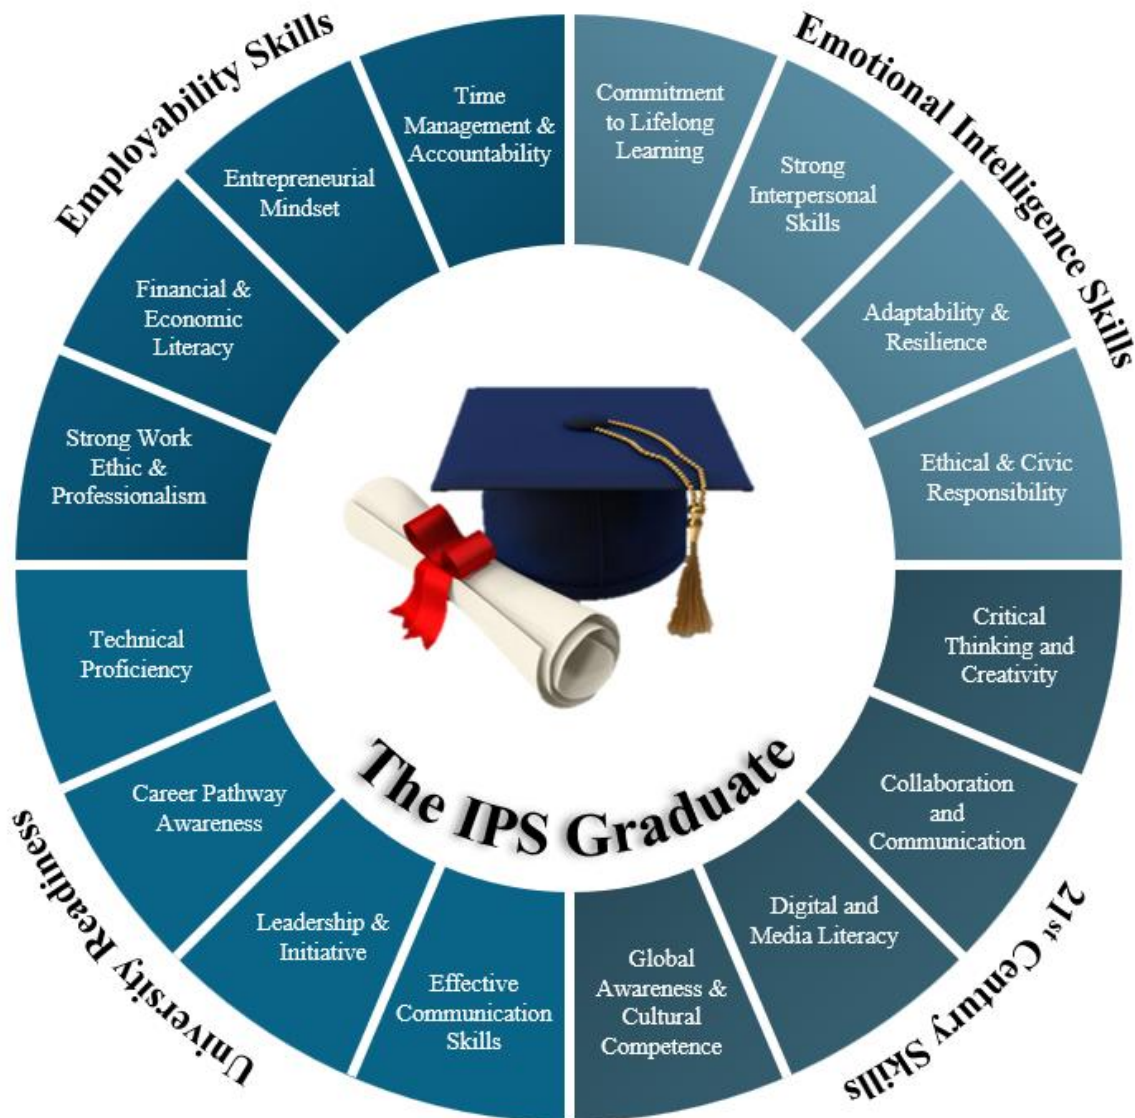 Employability Skills
Time
Management &
Accountability
Entrepreneurial
Mindset
Financial &
Economic
Literacy
Strong Work
Ethic &
Professionalism
Emotional Intelligence Skills
Commitment
to Lifelong
Learning
Strong
Interpersonal
Skills
Adaptability &
Resilience
Ethical & Civic
Responsibility
The IPS Graduate
University Readiness
Technical
Proficiency
Career Pathway
Awareness
Leadership &
Initiative
Effective
Communication
Skills
21st Century Skills
Critical
Thinking and
Creativity
Collaboration
and
Communication
Digital and
Media Literacy
Global
Awareness &
Cultural
Competence